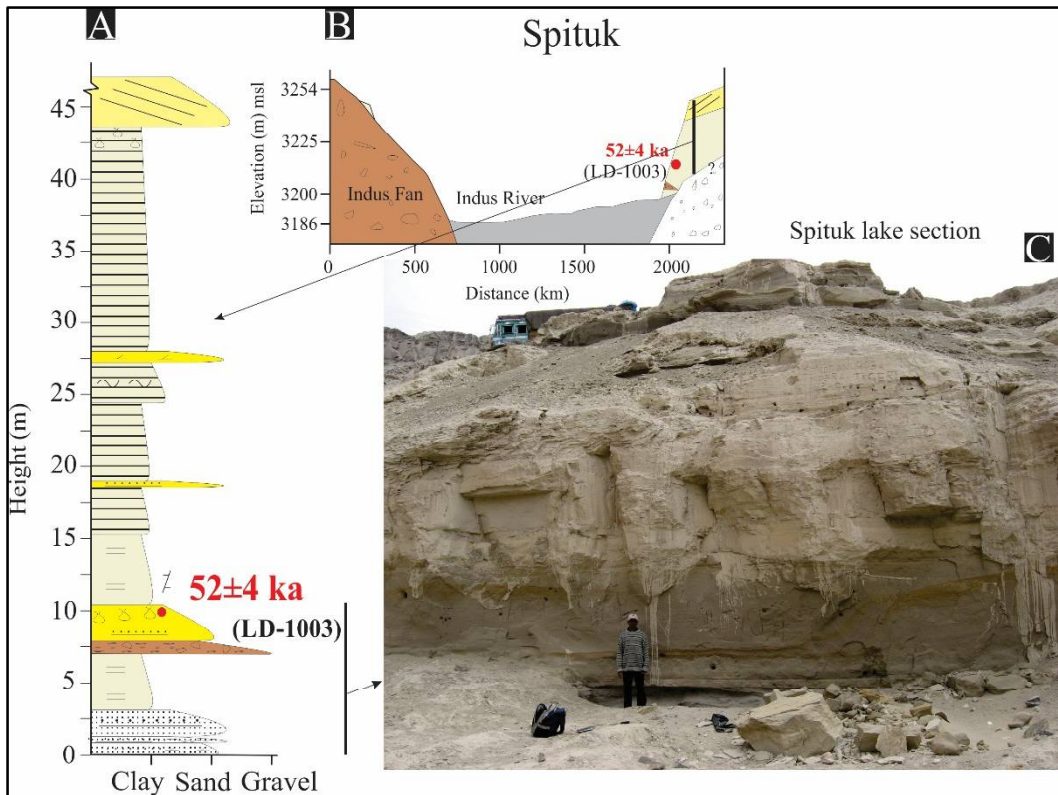 A
B
Spituk
45
40
35
30
25
20
15
10
5
0
Height (m)
52±4 ka
(LD-1003)
Clay Sand Gravel
3254
3225
3200
3186
Elevation (m) msl
52±4 ka
(LD-1003)
?
Indus Fan
Indus River
0 500 1000 1500 2000
Distance (km)
Spituk lake section
C